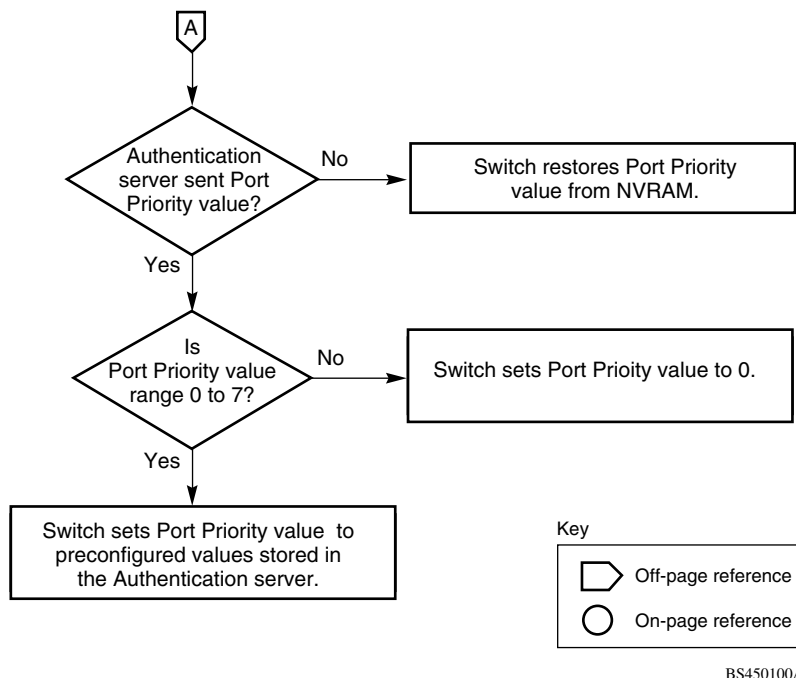 A
Authentication
server sent Port
Priority value?
No
Switch restores Port Priority
value from NVRAM.
Yes
Is
Port Priority value
range 0 to 7?
No
Switch sets Port Prioity value to 0.
Yes
Switch sets Port Priority value to
preconfigured values stored in
the Authentication server.
Key
Off-page reference
On-page reference
BS450100A